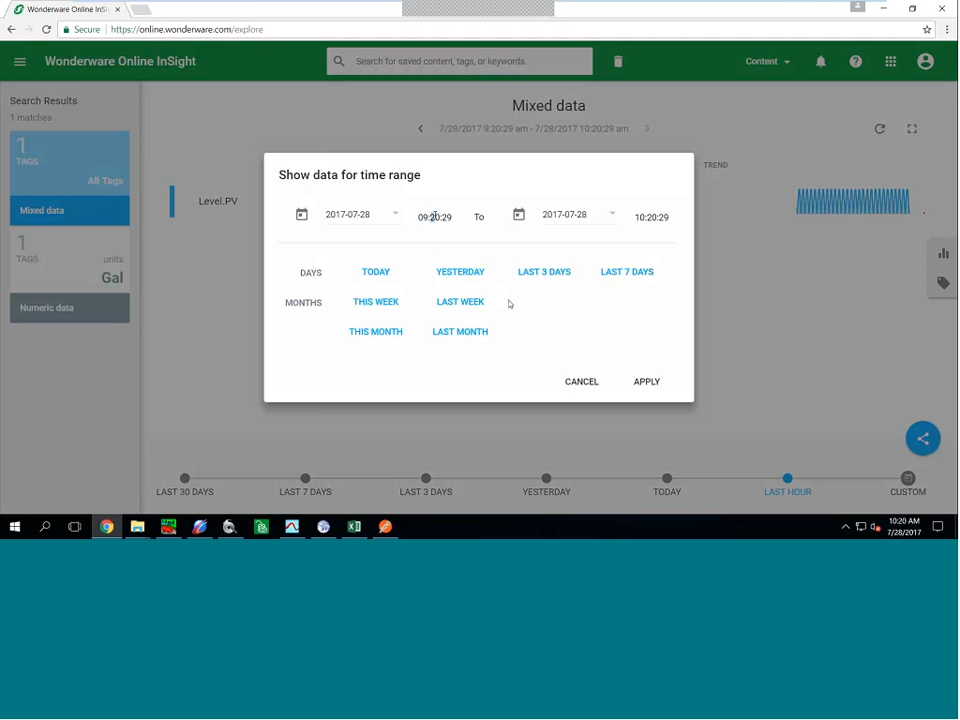 Wonderware Online InSi
Secure
https://online.wonderware.com/explore
Wonderware Online InSight
Search for saved content, tags, or keywords.
Content
Search Results
1 matches
1
TAGS
All Tags
Mixed data
1
TAGS
units
Gal
Numeric data
Mixed data
7/28/2017 9:20:29 am - 7/28/2017 10:20:29 am
TREND
Level.PV
Show data for time range
2017-07-28
09:20:29
To
2017-07-28
10:20:29
DAYS
TODAY
YESTERDAY
LAST 3 DAYS
LAST 7 DAYS
MONTHS
THIS WEEK
LAST WEEK
THIS MONTH
LAST MONTH
CANCEL
APPLY
LAST 30 DAYS
LAST 7 DAYS
LAST 3 DAYS
YESTERDAY
TODAY
LAST HOUR
CUSTOM
10:20 AM
7/28/2017